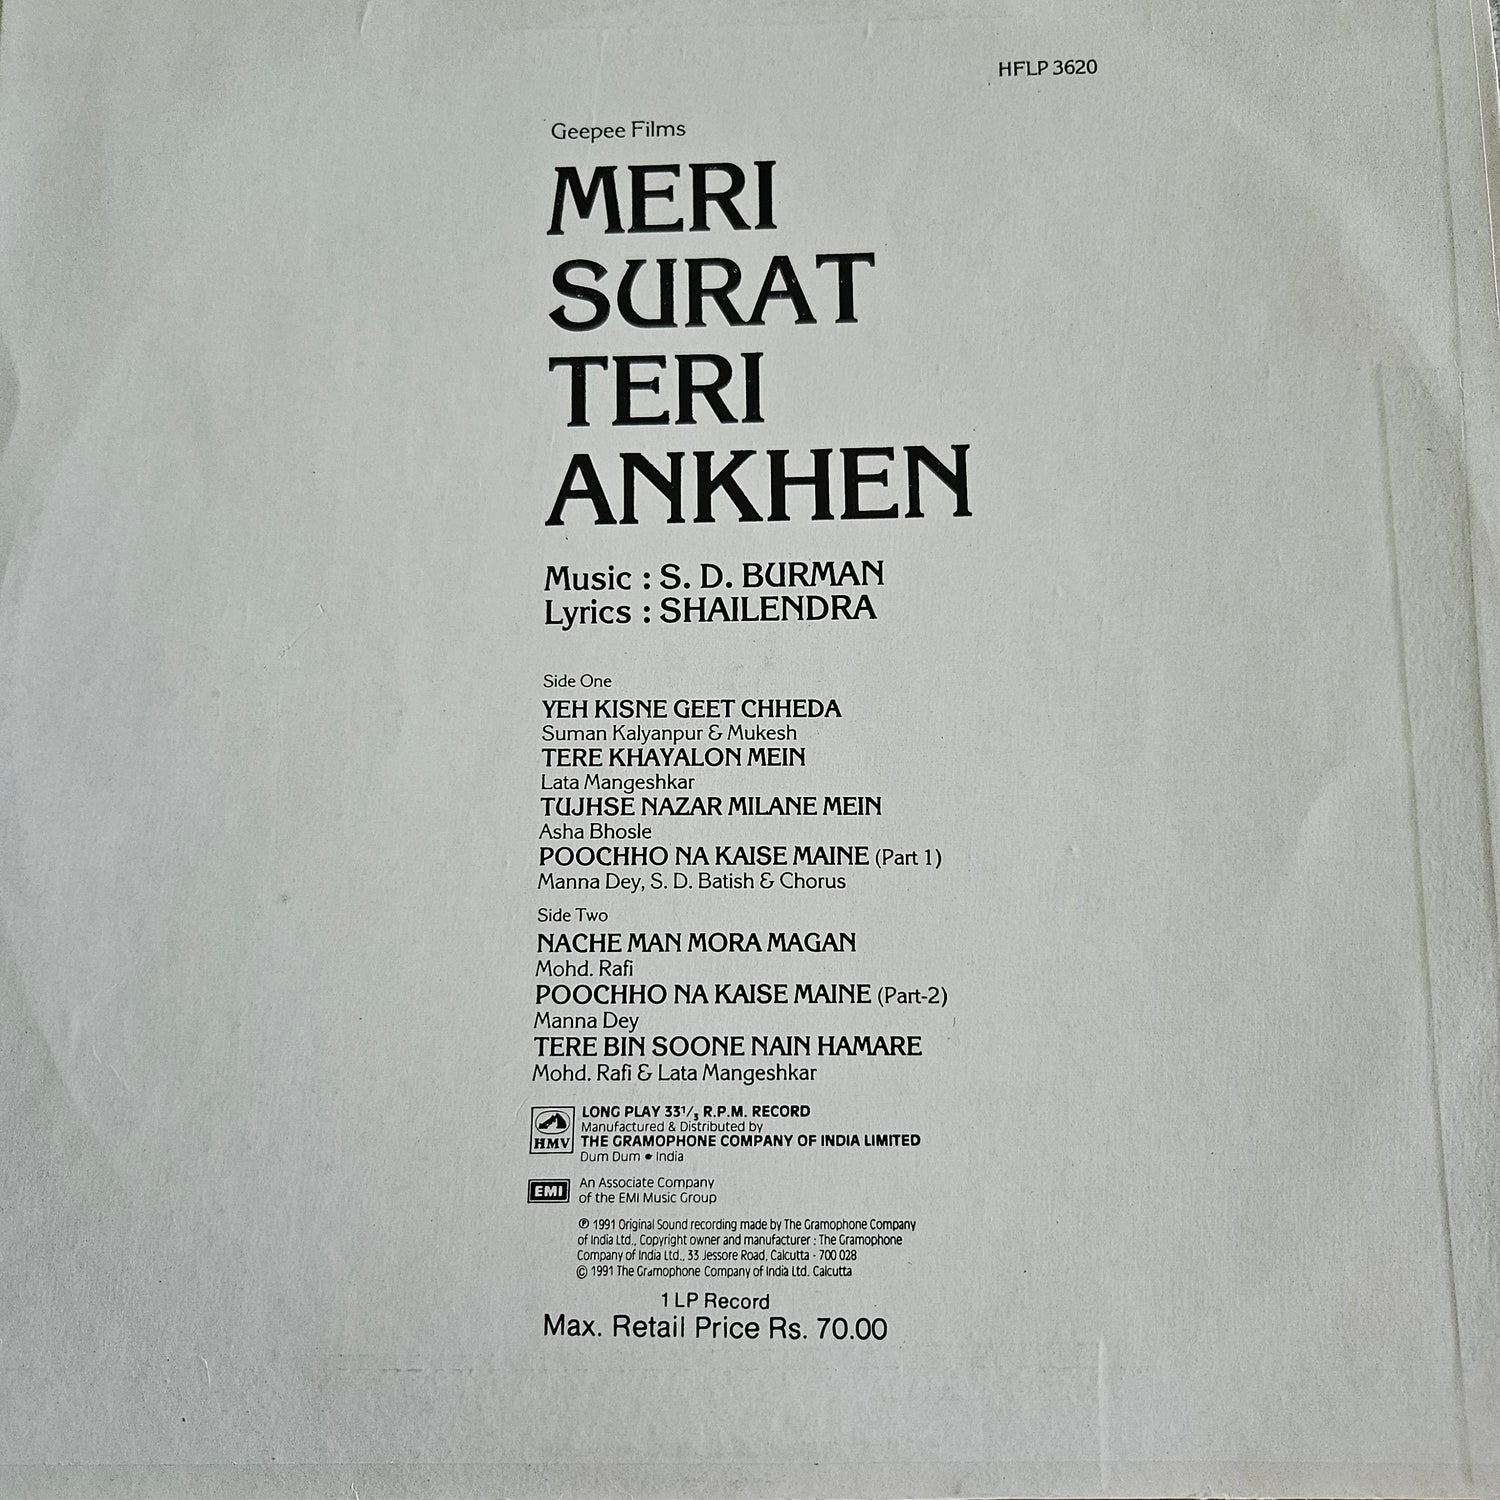 HFLP 3620
Geepee Films
MERI
SURAT
TERI
ANKHEN
Music : S. D. BURMAN
Lyrics : SHAILENDRA
Side One
YEH KISNE GEET CHHEDA
Suman Kalyanpur & Mukesh
TERE KHAYALON MEIN
Lata Mangeshkar
TUJHSE NAZAR MILANE MEIN
Asha Bhosle
POOCHHO NA KAISE MAINE (Part 1)
Manna Dey, S. D. Batish & Chorus
Side Two
NACHE MAN MORA MAGAN
Mohd. Rafi
POOCHHO NA KAISE MAINE (Part-2)
Manna Dey
TERE BIN SOONE NAIN HAMARE
Mohd. Rafi & Lata Mangeshkar
HMV
LONG PLAY 33 1/3 R.P.M. RECORD
Manufactured & Distributed by
THE GRAMOPHONE COMPANY OF INDIA LIMITED
Dum Dum • India
EMI
An Associate Company
of the EMI Music Group
℗ 1991 Original Sound recording made by The Gramophone Company
of India Ltd., Copyright owner and manufacturer : The Gramophone
Company of India Ltd., 33 Jessore Road, Calcutta - 700 028
© 1991 The Gramophone Company of India Ltd. Calcutta
1 LP Record
Max. Retail Price Rs. 70.00